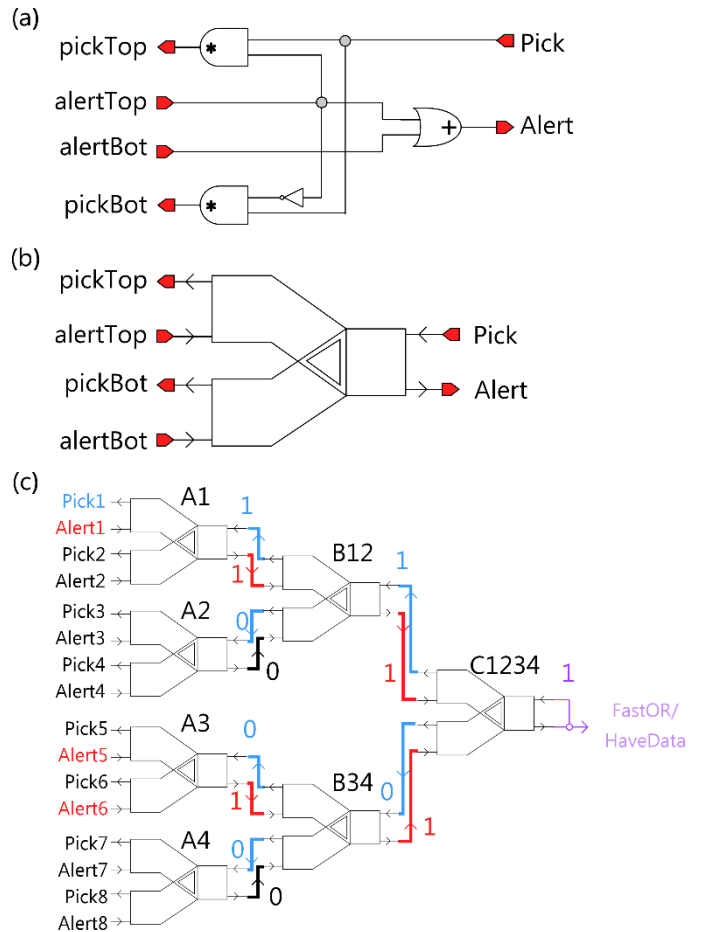 (a)
pickTop
*
Pick
alertTop
+
Alert
alertBot
pickBot
*
(b)
pickTop
alertTop
Pick
pickBot
Alert
alertBot
(c)
Pick1
A1
1
Alert1
B12
Pick2
1
1
Alert2
Pick3
A2
0
Alert3
C1234
Pick4
0
1
1
Alert4
FastOR/
HaveData
Pick5
A3
0
Alert5
B34
Pick6
1
0
Alert6
1
Pick7
A4
0
Alert7
Pick8
0
Alert8